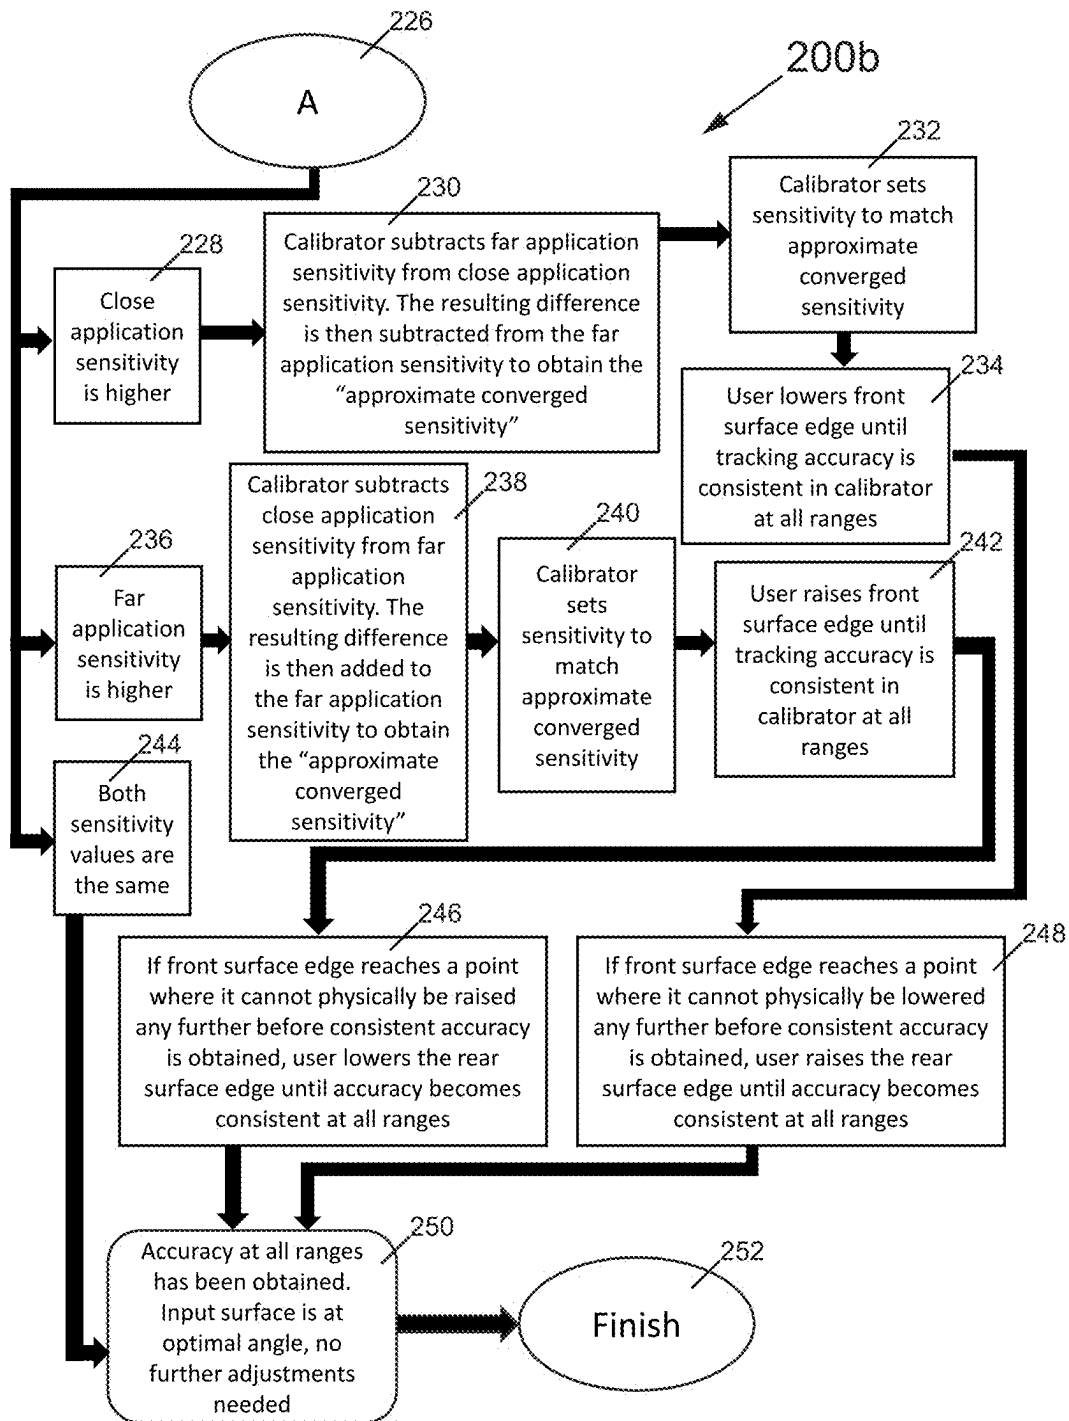 226
A
200b
232
Calibrator sets
sensitivity to match
approximate
converged
sensitivity
230
Calibrator subtracts far application
sensitivity from close application
sensitivity. The resulting difference
is then subtracted from the far
application sensitivity to obtain the
“approximate converged
sensitivity”
228
Close
application
sensitivity
is higher
234
User lowers front
surface edge until
tracking accuracy is
consistent in calibrator
at all ranges
236
Far
application
sensitivity
is higher
238
Calibrator subtracts
close application
sensitivity from far
application
sensitivity. The
resulting difference
is then added to
the far application
sensitivity to obtain
the “approximate
converged
sensitivity”
240
Calibrator
sets
sensitivity to
match
approximate
converged
sensitivity
242
User raises front
surface edge until
tracking accuracy is
consistent in
calibrator at all
ranges
244
Both
sensitivity
values are
the same
246
If front surface edge reaches a point
where it cannot physically be raised
any further before consistent accuracy
is obtained, user lowers the rear
surface edge until accuracy becomes
consistent at all ranges
248
If front surface edge reaches a point
where it cannot physically be lowered
any further before consistent accuracy
is obtained, user raises the rear
surface edge until accuracy becomes
consistent at all ranges
250
Accuracy at all ranges
has been obtained.
Input surface is at
optimal angle, no
further adjustments
needed
252
Finish